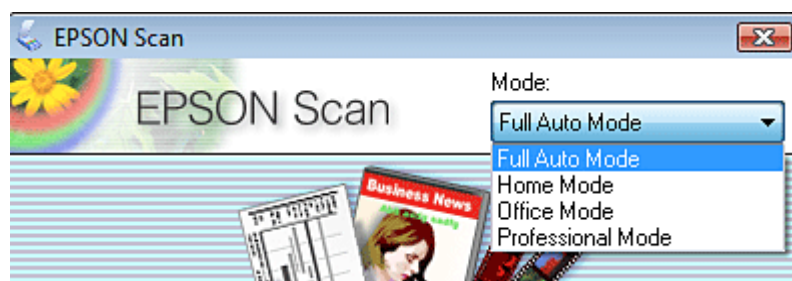 EPSON Scan
EPSON Scan
Mode:
Full Auto Mode
Full Auto Mode
Home Mode
Office Mode
Professional Mode
Business News